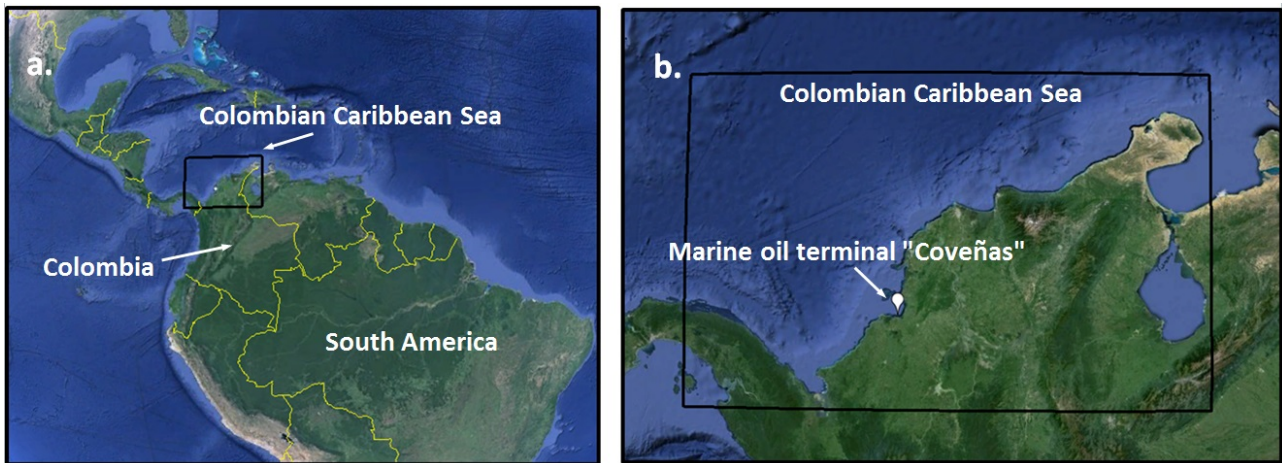 a.
Colombian Caribbean Sea
Colombia
South America
b.
Colombian Caribbean Sea
Marine oil terminal "Coveñas"